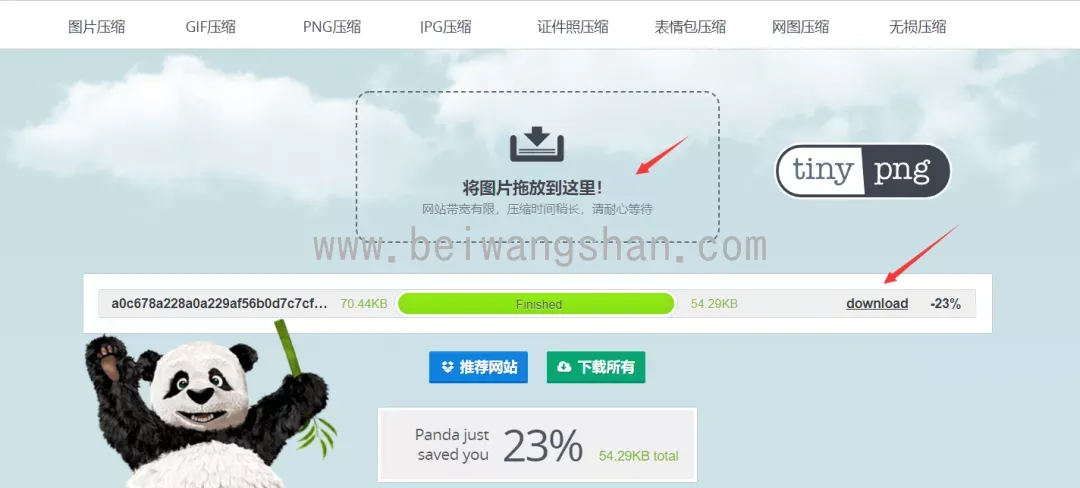 图片压缩 GIF压缩 PNG压缩 JPG压缩 证件照压缩 表情包压缩 网图压缩 无损压缩
将图片拖放到这里!
网站带宽有限，压缩时间稍长，请耐心等待
tiny png
www.beiwangshan.com
a0c678a228a0a229af56b0d7c7cf... 70.44KB Finished 54.29KB download -23%
推荐网站 下载所有
Panda just
saved you 23% 54.29KB total